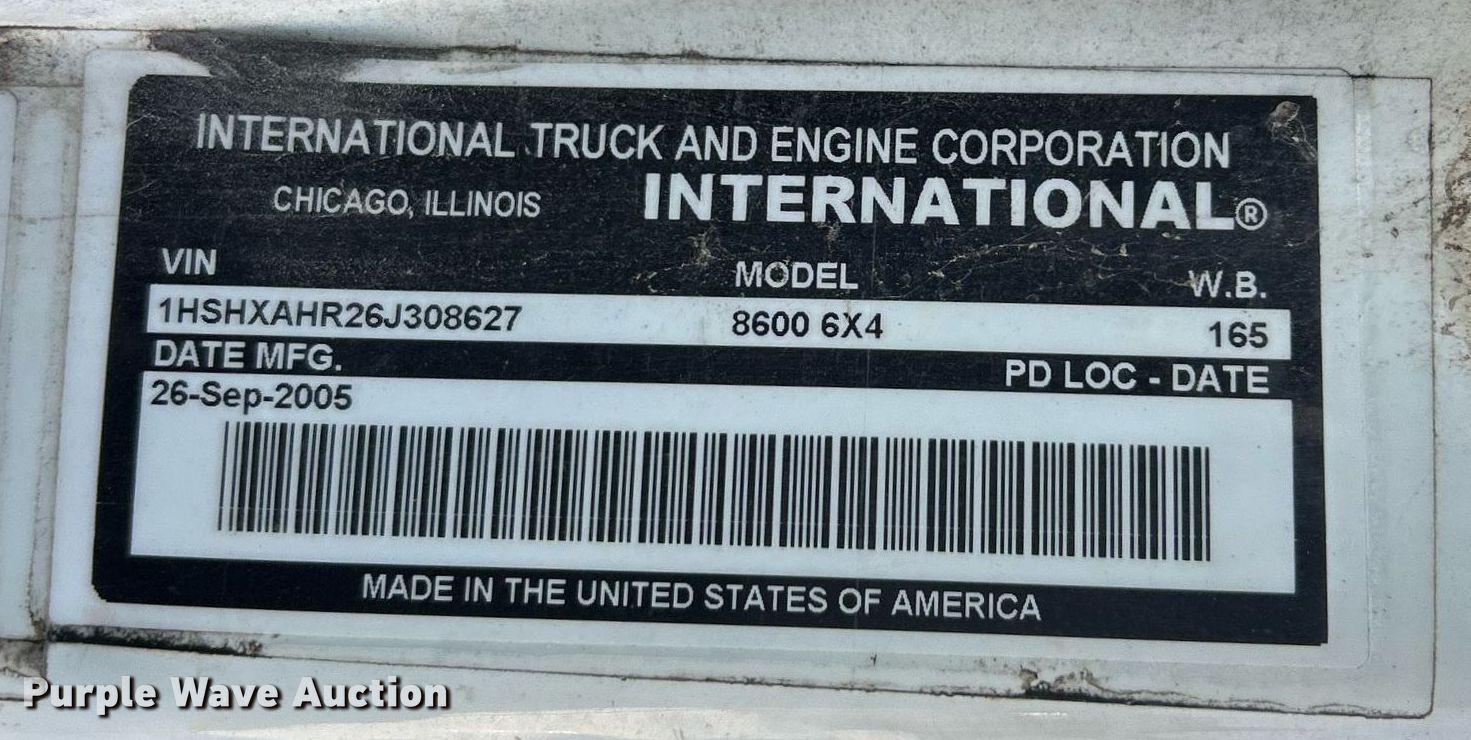 INTERNATIONAL TRUCK AND ENGINE CORPORATION
CHICAGO, ILLINOIS INTERNATIONAL®
VIN MODEL W.B.
1HSHXAHR26J308627 8600 6X4 165
DATE MFG. PD LOC - DATE
26-Sep-2005
MADE IN THE UNITED STATES OF AMERICA
Purple Wave Auction